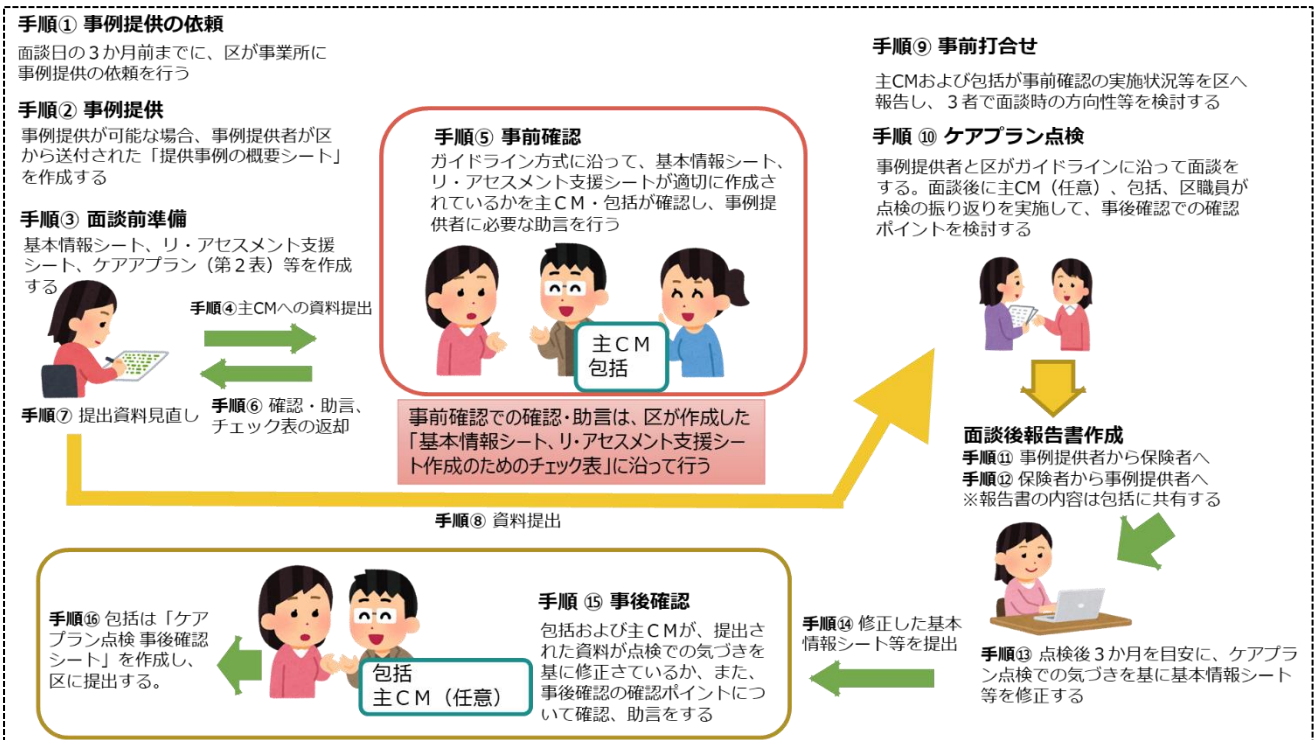 手順① 事例提供の依頼
面談日の３か月前までに、区が事業所に
事例提供の依頼を行う
手順② 事例提供
事例提供が可能な場合、事例提供者が区
から送付された「提供事例の概要シート」
を作成する
手順③ 面談前準備
基本情報シート、リ・アセスメント支援
シート、ケアアプラン（第２表）等を作成
する
手順④主CMへの資料提出
手順⑥ 確認・助言、
チェック表の返却
手順⑦ 提出資料見直し
手順⑤ 事前確認
ガイドライン方式に沿って、基本情報シート、
リ・アセスメント支援シートが適切に作成さ
れているかを主ＣＭ・包括が確認し、事例提
供者に必要な助言を行う
主ＣＭ
包括
事前確認での確認・助言は、区が作成した
「基本情報シート、リ・アセスメント支援シー
ト作成のためのチェック表」に沿って行う
手順⑧ 資料提出
手順⑨ 事前打合せ
主CMおよび包括が事前確認の実施状況等を区へ
報告し、３者で面談時の方向性等を検討する
手順 ⑩ ケアプラン点検
事例提供者と区がガイドラインに沿って面談を
する。面談後に主CM（任意）、包括、区職員が
点検の振り返りを実施して、事後確認での確認
ポイントを検討する
面談後報告書作成
手順⑪ 事例提供者から保険者へ
手順⑫ 保険者から事例提供者へ
※報告書の内容は包括に共有する
手順⑬ 点検後３か月を目安に、ケアプラ
ン点検での気づきを基に基本情報シート
等を修正する
手順⑭ 修正した基本
情報シート等を提出
手順 ⑮ 事後確認
包括および主ＣＭが、提出さ
れた資料が点検での気づきを
基に修正さているか、また、
事後確認の確認ポイントにつ
いて確認、助言をする
包括
主ＣＭ（任意）
手順⑯ 包括は「ケア
プラン点検 事後確認
シート」を作成し、
区に提出する。